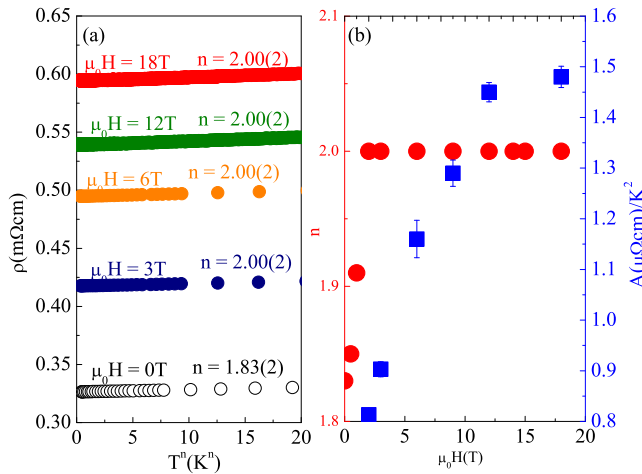 (a)
μ₀H = 18T n = 2.00(2)
μ₀H = 12T n = 2.00(2)
μ₀H = 6T n = 2.00(2)
μ₀H = 3T n = 2.00(2)
μ₀H = 0T n = 1.83(2)
ρ(mΩcm)
0.65
0.60
0.55
0.50
0.45
0.40
0.35
0.30
0 5 10 15 20
Tⁿ(Kⁿ)
(b)
n
2.1
2.0
1.9
1.8
0 5 10 15 20
μ₀H(T)
1.6
1.5
1.4
1.3
1.2
1.1
1.0
0.9
0.8
A(μΩcm)/K²